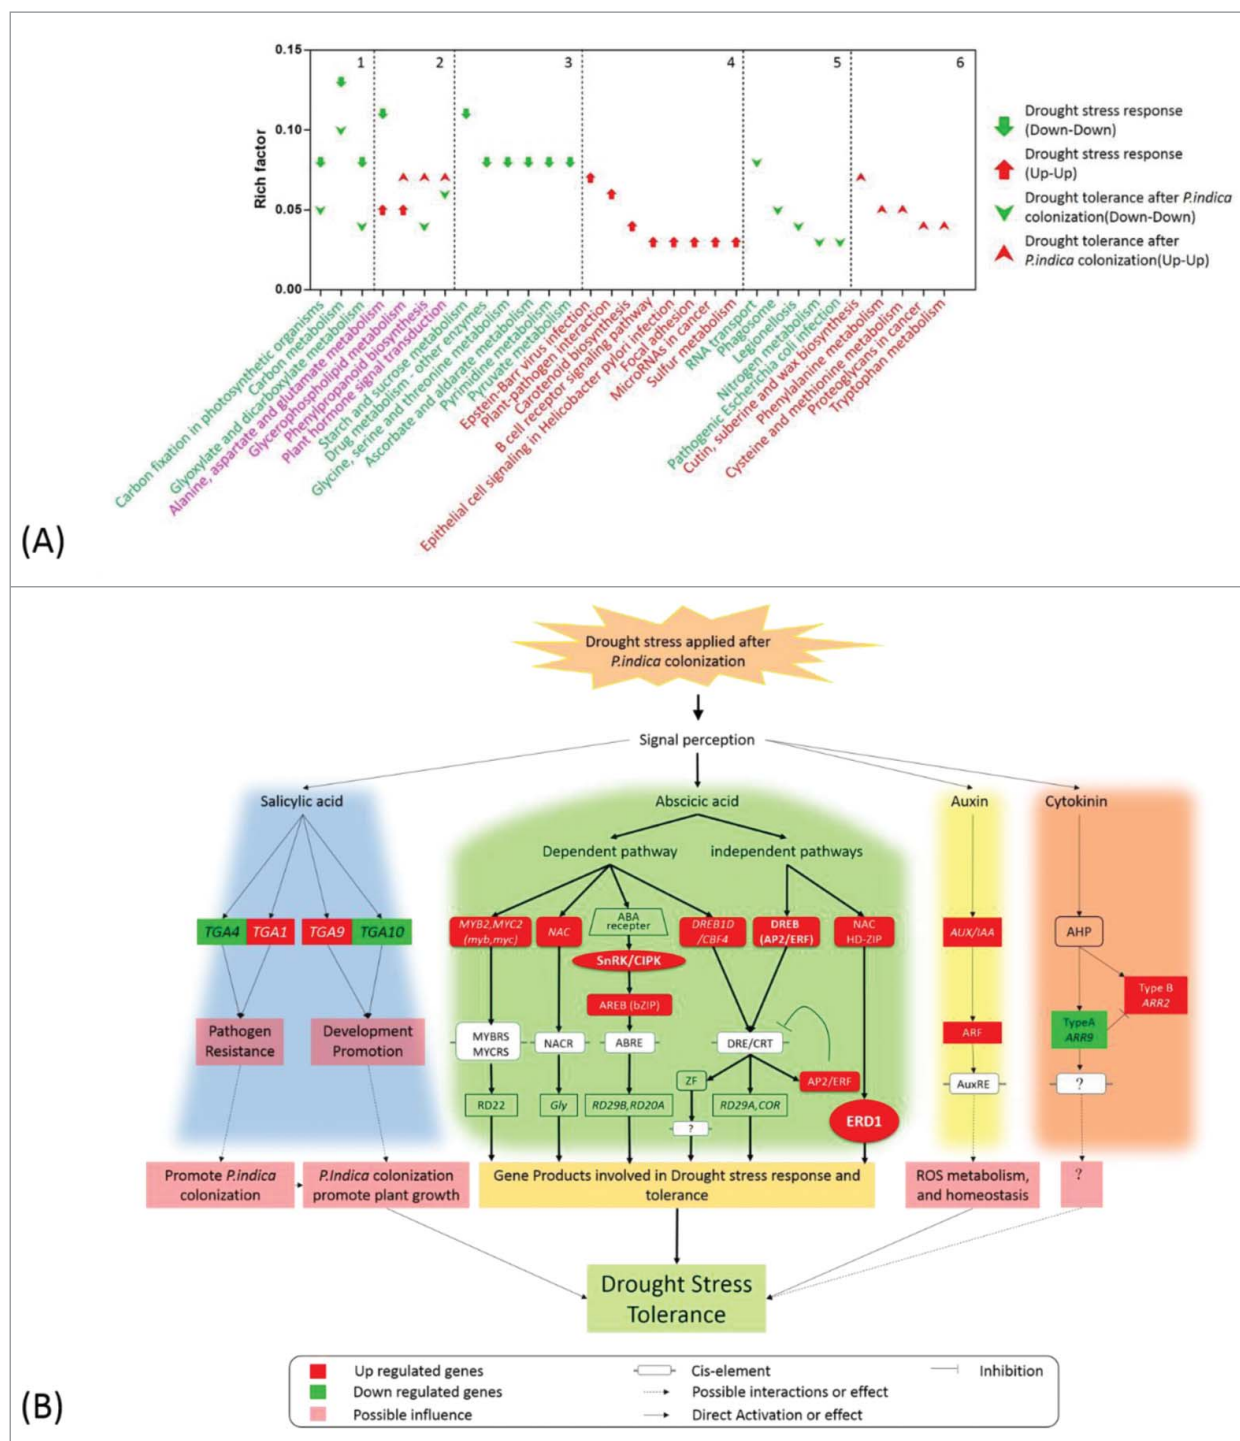 0.15
0.10
0.05
0.00
Rich factor
1
2
3
4
5
6
Drought stress response
(Down-Down)
Drought stress response
(Up-Up)
Drought tolerance after P.indica
colonization(Down-Down)
Drought tolerance after
P.indica colonization(Up-Up)
Carbon fixation in photosynthetic organisms
Carbon metabolism
Glyoxylate and dicarboxylate metabolism
Alanine, aspartate and glutamate metabolism
Glycerophospholipid metabolism
Phenylpropanoid biosynthesis
Plant hormone signal transduction
Starch and sucrose metabolism
Drug metabolism - other enzymes
Glycine, serine and threonine metabolism
Ascorbate and aldarate metabolism
Pyrimidine metabolism
Pyruvate metabolism
Epstein-Barr virus infection
Plant-pathogen interaction
Carotenoid biosynthesis
B cell receptor signaling pathway
Epithelial cell signaling in Helicobacter pylori infection
Focal adhesion
MicroRNAs in cancer
Sulfur metabolism
RNA transport
Phagosome
Legionellosis
Nitrogen metabolism
Pathogenic Escherichia coli infection
Cutin, suberine and wax biosynthesis
Phenylalanine metabolism
Cysteine and methionine metabolism
Proteoglycans in cancer
Tryptophan metabolism
(A)
Drought stress applied after
P.indica colonization
Signal perception
Salicylic acid
Abscicic acid
Auxin
Cytokinin
Dependent pathway
independent pathways
TGA4
TGA1
TGA9
TGA10
MYB2,MYC2
(myb,myc)
NAC
ABA
recepter
DREB1D
/CBF4
DREB
(AP2/ERF)
NAC
HD-ZIP
AUX/IAA
AHP
SnRK/CIPK
AREB (bZIP)
Type B
ARR2
Pathogen
Resistance
Development
Promotion
MYBRS
MYCRS
NACR
ABRE
DRE/CRT
ARF
TypeA
ARR9
ZF
AP2/ERF
AuxRE
?
RD22
Gly
RD29B,RD20A
?
RD29A,COR
ERD1
Promote P.indica
colonization
P.Indica colonization
promote plant growth
Gene Products involved in Drought stress response and
tolerance
ROS metabolism,
and homeostasis
?
Drought Stress
Tolerance
Up regulated genes
Down regulated genes
Possible influence
Cis-element
Possible interactions or effect
Direct Activation or effect
Inhibition
(B)